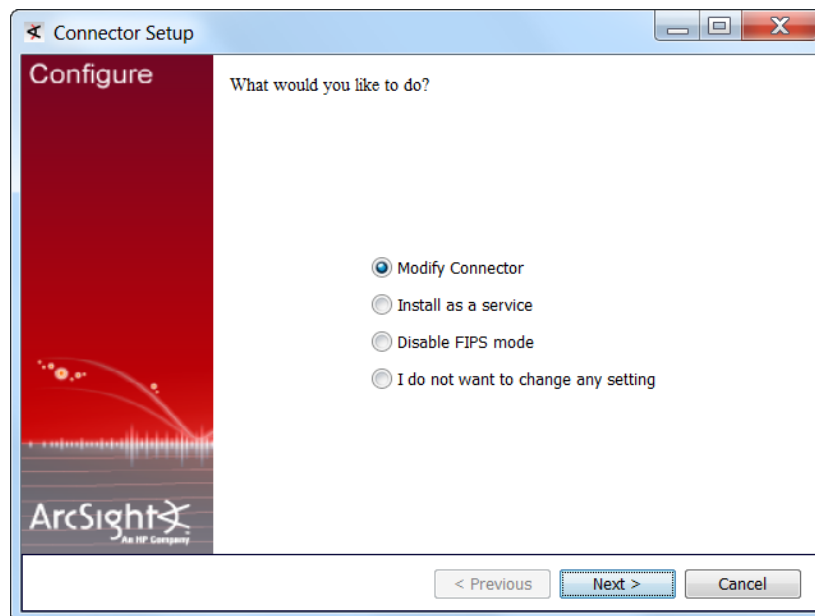 Connector Setup
Configure
What would you like to do?
Modify Connector
Install as a service
Disable FIPS mode
I do not want to change any setting
ArcSight
An HP Company
< Previous
Next >
Cancel